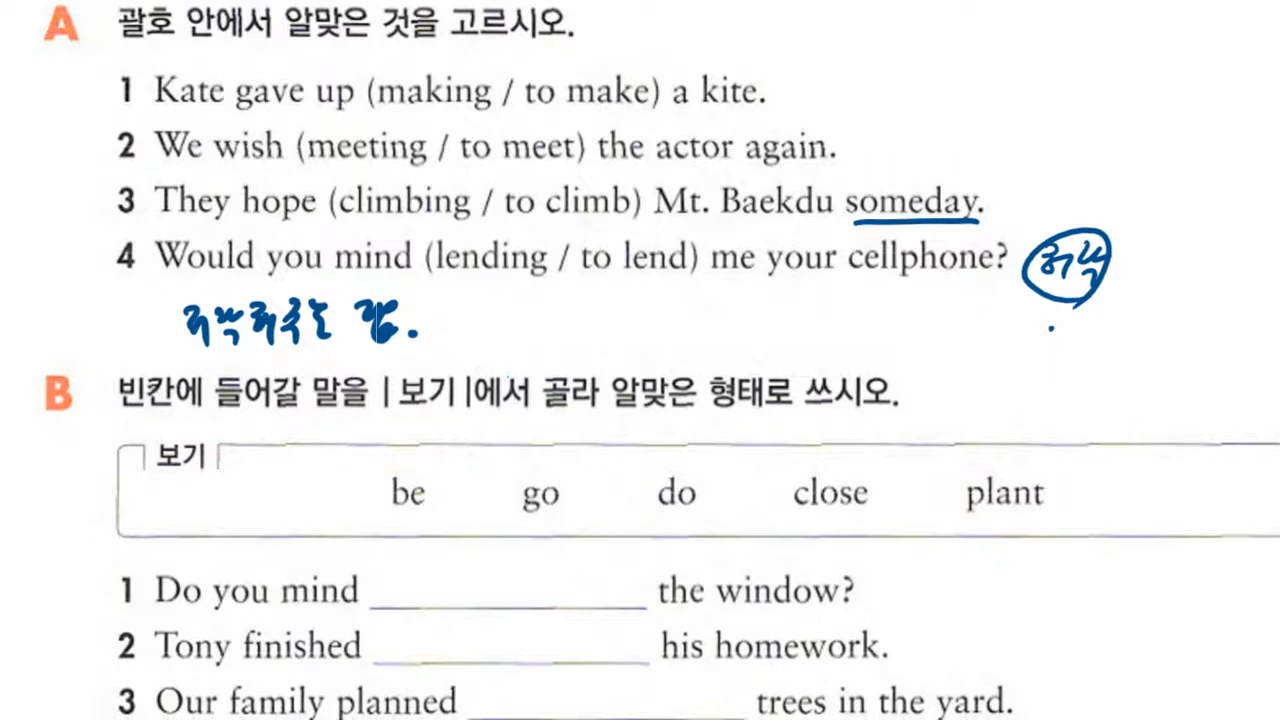 A 괄호 안에서 알맞은 것을 고르시오.
1 Kate gave up (making / to make) a kite.
2 We wish (meeting / to meet) the actor again.
3 They hope (climbing / to climb) Mt. Baekdu someday.
4 Would you mind (lending / to lend) me your cellphone?
B 빈칸에 들어갈 말을 | 보기 |에서 골라 알맞은 형태로 쓰시오.
보기
be go do close plant
1 Do you mind ____________ the window?
2 Tony finished ____________ his homework.
3 Our family planned ____________ trees in the yard.